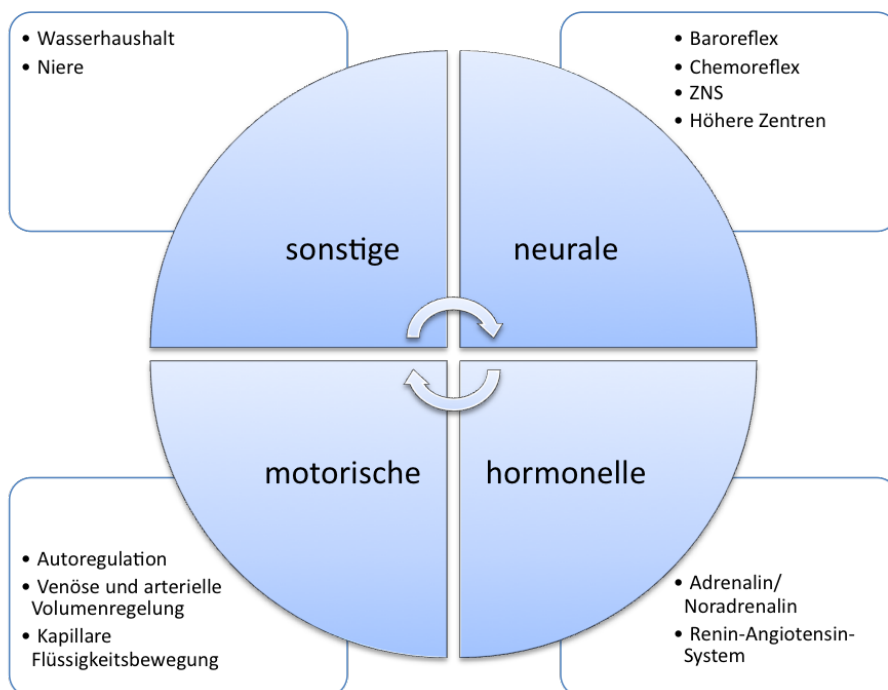 • Wasserhaushalt
• Niere
• Baroreflex
• Chemoreflex
• ZNS
• Höhere Zentren
sonstige
neurale
motorische
hormonelle
• Autoregulation
• Venöse und arterielle
Volumenregelung
• Kapillare
Flüssigkeitsbewegung
• Adrenalin/
Noradrenalin
• Renin-Angiotensin-
System